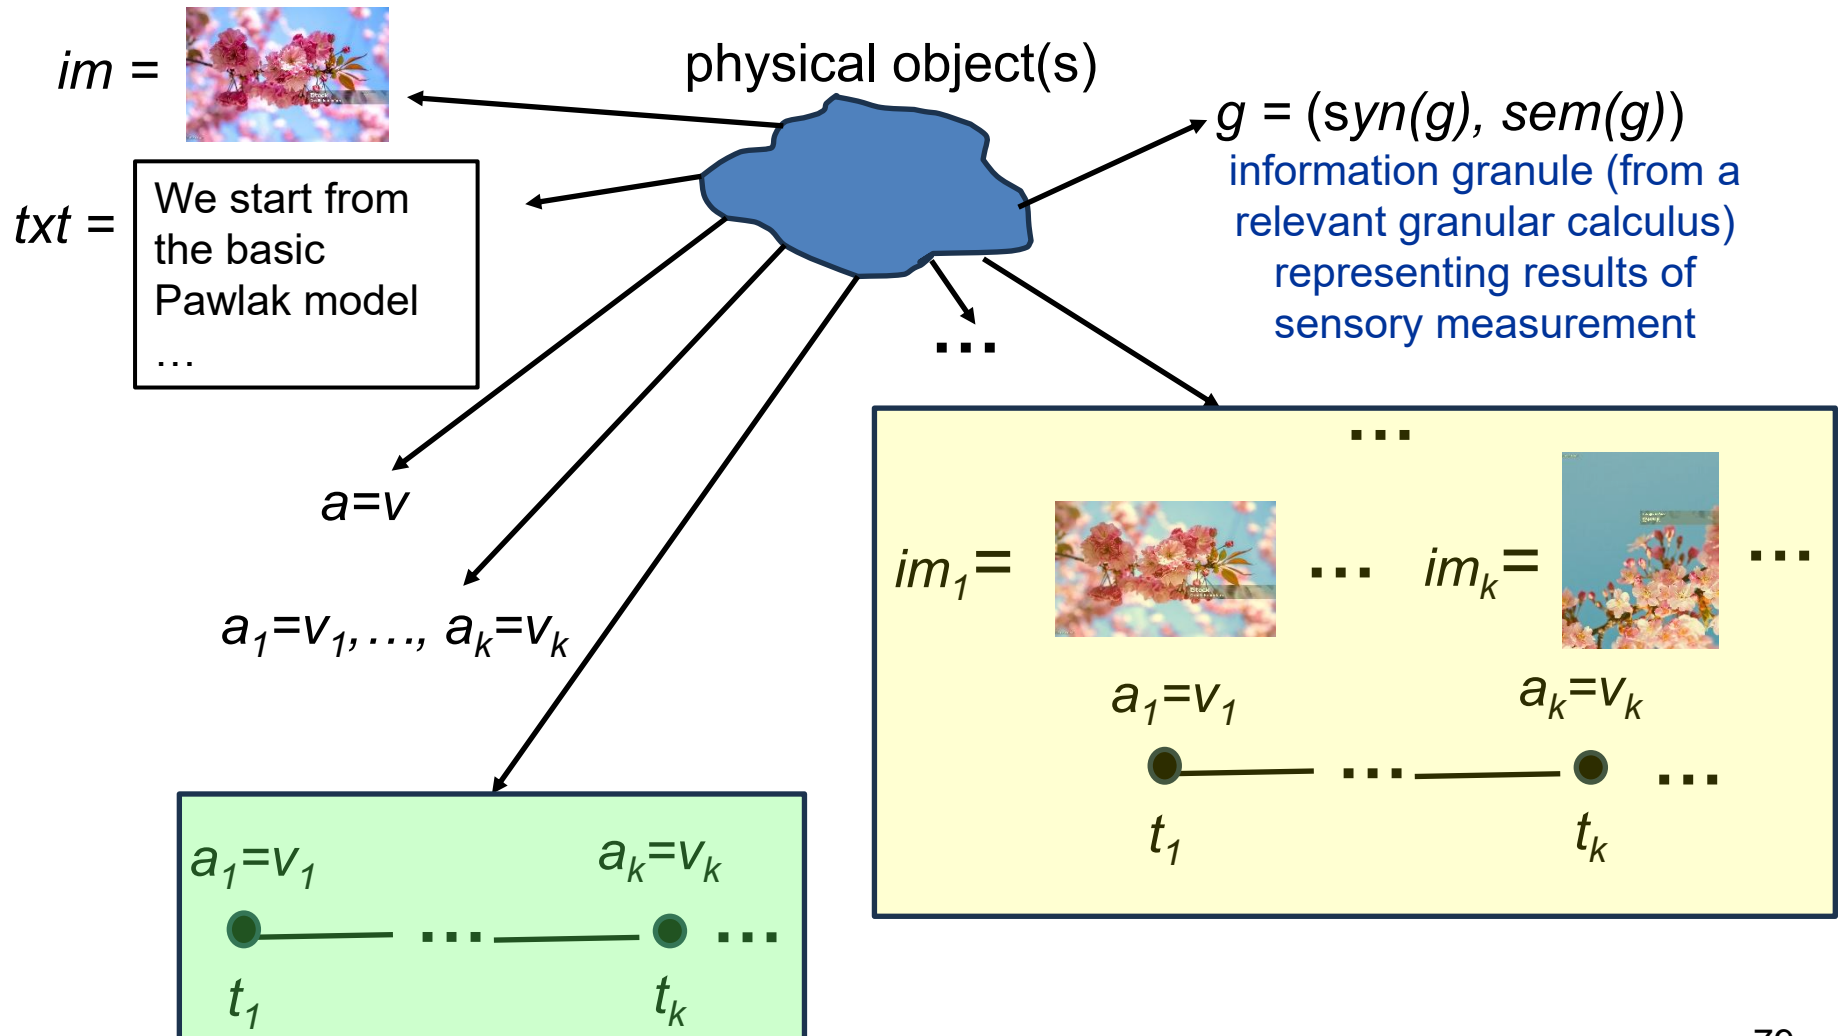 im =
physical object(s)
g = (syn(g), sem(g))
information granule (from a
relevant granular calculus)
representing results of
sensory measurement
txt =
We start from
the basic
Pawlak model
…
...
a=v
a₁=v₁,…, aₖ=vₖ
...
im₁= ... imₖ= ...
a₁=v₁ aₖ=vₖ
... ...
t₁ tₖ
a₁=v₁ aₖ=vₖ
... ...
t₁ tₖ